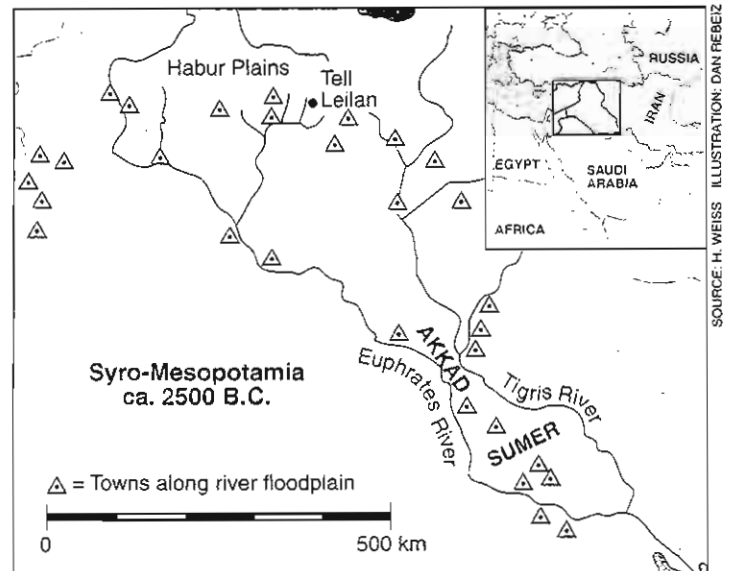 Habur Plains
Tell
Leilan
RUSSIA
IRAN
EGYPT
SAUDI
ARABIA
AFRICA
AKKAD
Euphrates River
Tigris River
SUMER
Syro-Mesopotamia
ca. 2500 B.C.
= Towns along river floodplain
0
500 km
SOURCE: H. WEISS ILLUSTRATION: DAN REBEIZ